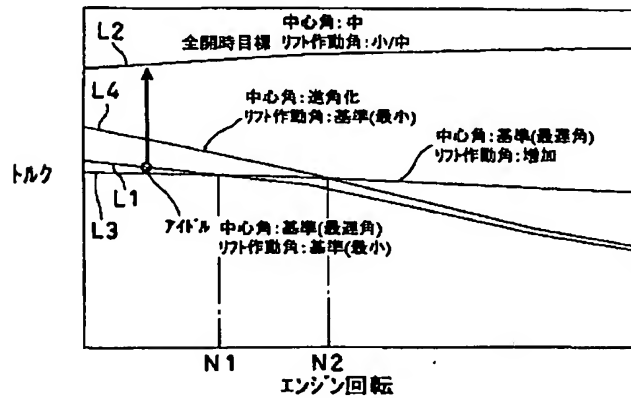 中心角:中
全開時目標 リフト作動角:小/中
L2
L4
中心角:進角化
リフト作動角:基準(最小)
中心角:基準(最遅角)
リフト作動角:増加
トルク
L1
L3
アイドル
中心角:基準(最遅角)
リフト作動角:基準(最小)
N1
N2
エンジン回転